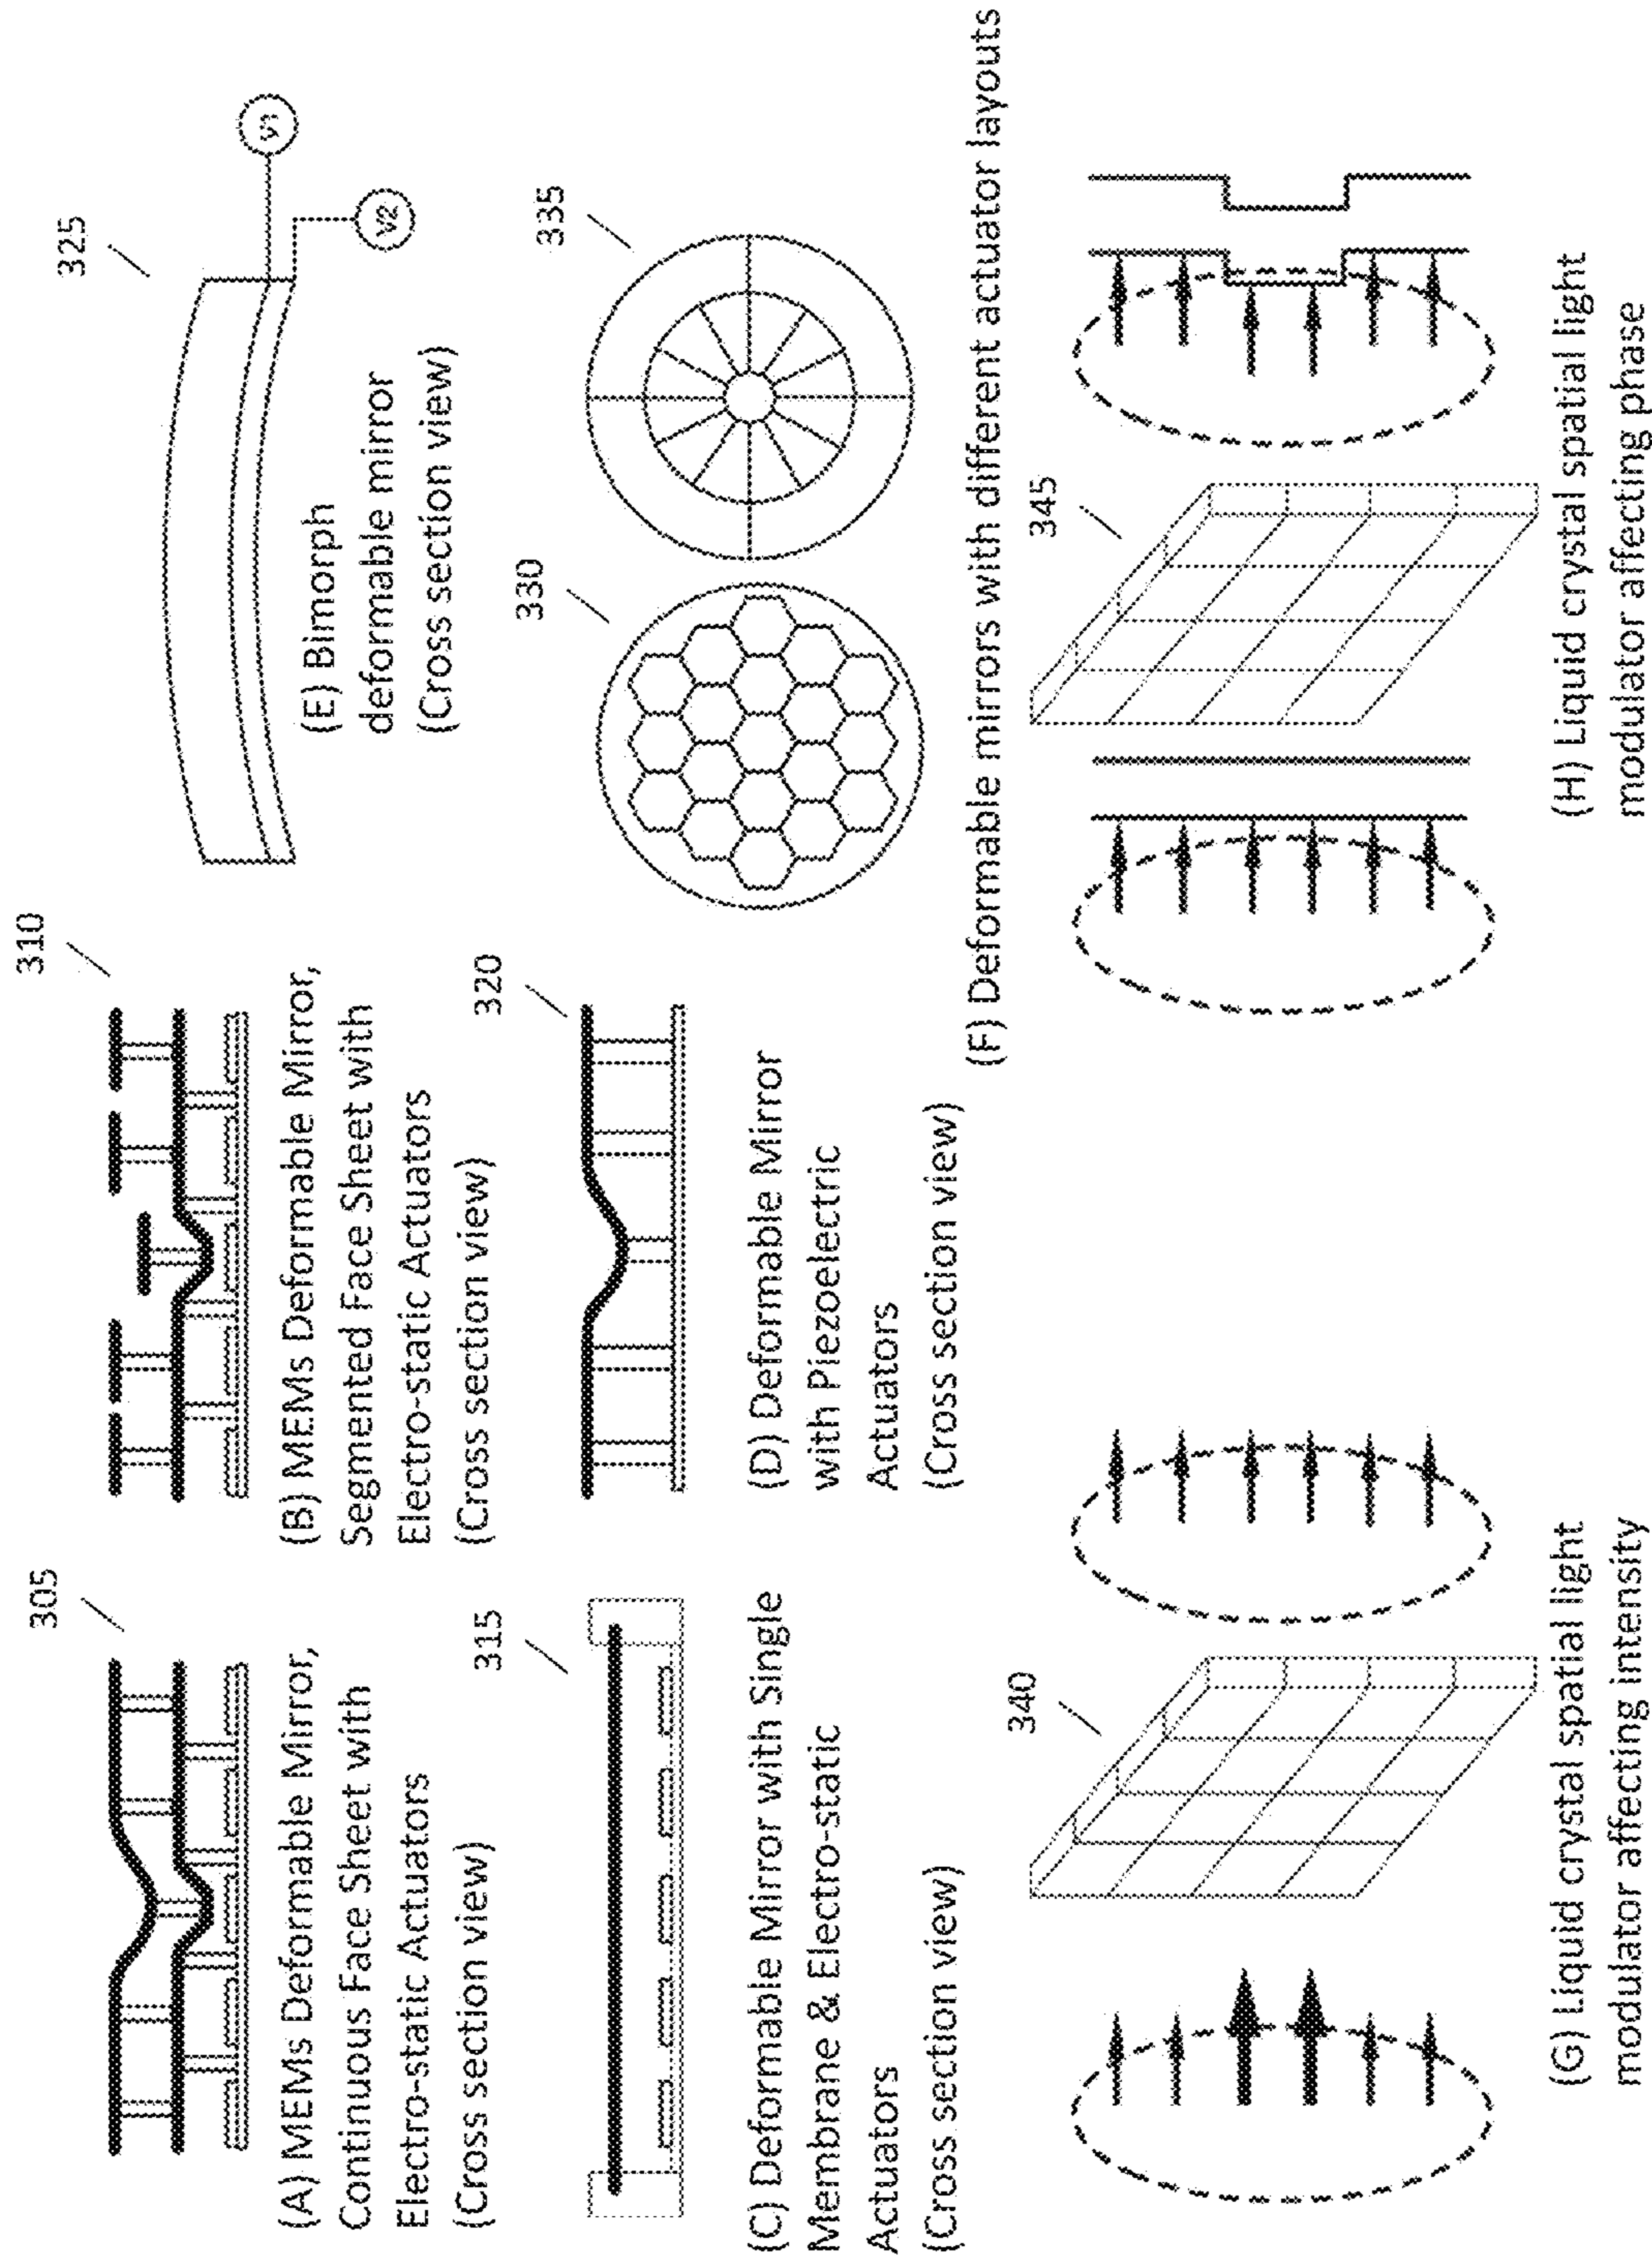 305
(A) MEMs Deformable Mirror,
Continuous Face Sheet with
Electro-static Actuators
(Cross section view)
310
(B) MEMs Deformable Mirror,
Segmented Face Sheet with
Electro-static Actuators
(Cross section view)
325
V1
V2
(E) Bimorph
deformable mirror
(Cross section view)
315
(C) Deformable Mirror with Single
Membrane & Electro-static
Actuators
(Cross section view)
320
(D) Deformable Mirror
with Piezoelectric
Actuators
(Cross section view)
330
335
(F) Deformable mirrors with different actuator layouts
340
(G) Liquid crystal spatial light
modulator affecting intensity
345
(H) Liquid crystal spatial light
modulator affecting phase